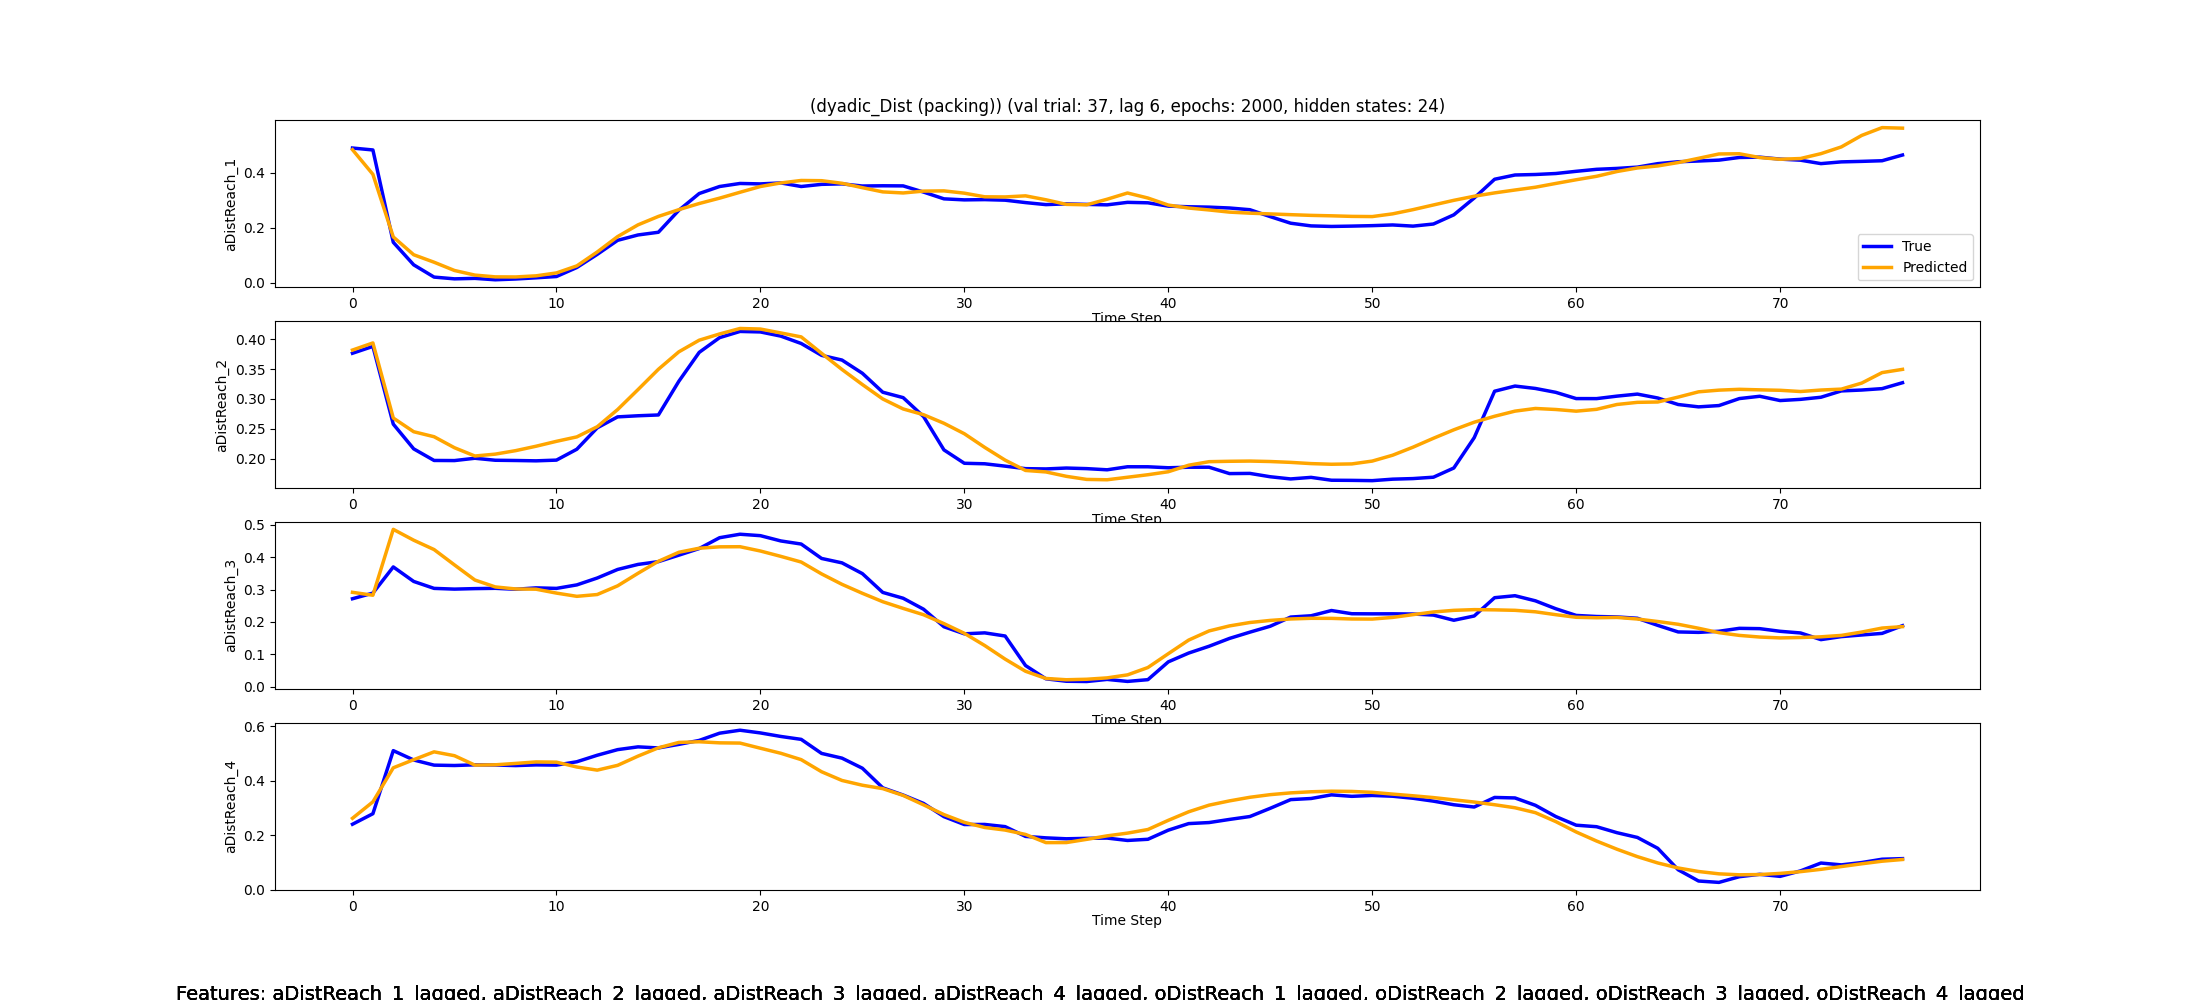 (dyadic_Dist (packing)) (val trial: 37, lag 6, epochs: 2000, hidden states: 24)
aDistReach_1
0.4
0.2
0.0
True
Predicted
0 10 20 30 40 50 60 70
Time Step
aDistReach_2
0.40
0.35
0.30
0.25
0.20
0 10 20 30 40 50 60 70
Time Step
aDistReach_3
0.5
0.4
0.3
0.2
0.1
0.0
0 10 20 30 40 50 60 70
Time Step
aDistReach_4
0.6
0.4
0.2
0.0
0 10 20 30 40 50 60 70
Time Step
Features: aDistReach_1_lagged, aDistReach_2_lagged, aDistReach_3_lagged, aDistReach_4_lagged, oDistReach_1_lagged, oDistReach_2_lagged, oDistReach_3_lagged, oDistReach_4_lagged